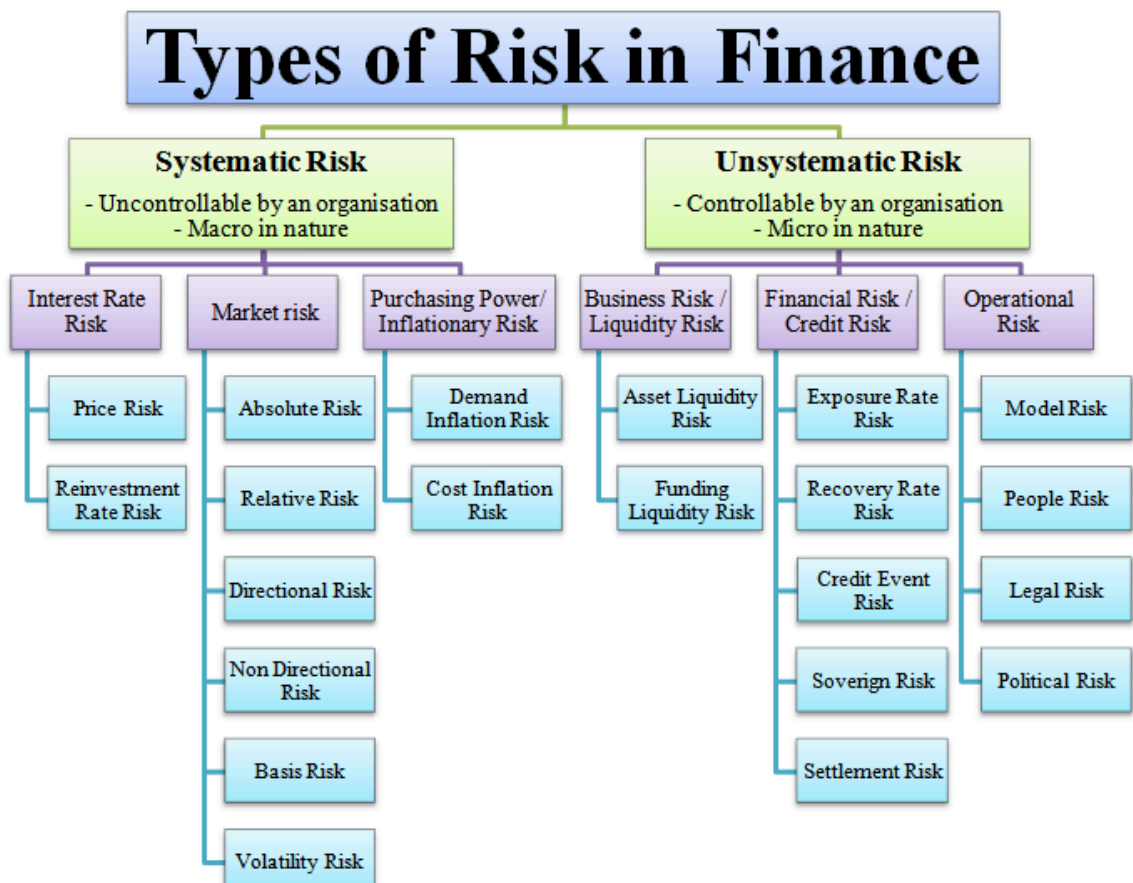 Types of Risk in Finance
Systematic Risk
- Uncontrollable by an organisation
- Macro in nature
Unsystematic Risk
- Controllable by an organisation
- Micro in nature
Interest Rate
Risk
Market risk
Purchasing Power/
Inflationary Risk
Business Risk /
Liquidity Risk
Financial Risk /
Credit Risk
Operational
Risk
Price Risk
Reinvestment
Rate Risk
Absolute Risk
Relative Risk
Directional Risk
Non Directional
Risk
Basis Risk
Volatility Risk
Demand
Inflation Risk
Cost Inflation
Risk
Asset Liquidity
Risk
Funding
Liquidity Risk
Exposure Rate
Risk
Recovery Rate
Risk
Credit Event
Risk
Soverign Risk
Settlement Risk
Model Risk
People Risk
Legal Risk
Political Risk